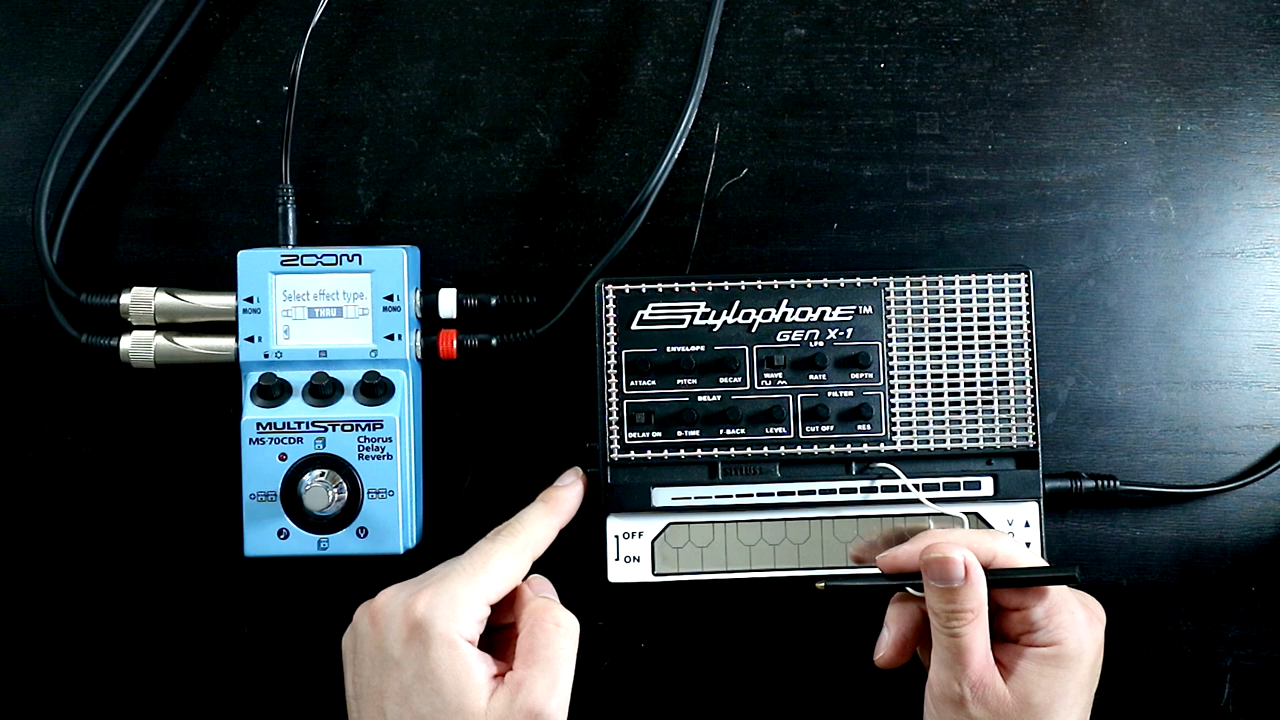 ZOOM
Select effect type.
THRU
L
MONO
R
L
MONO
R
MULTISTOMP
MS-70CDR
Chorus
Delay
Reverb
Stylophone TM
GEN X-1
ENVELOPE
ATTACK PITCH DECAY
LFO
WAVE RATE DEPTH
DELAY
DELAY ON D-TIME F-BACK LEVEL
FILTER
CUT OFF RES
OFF
ON
V